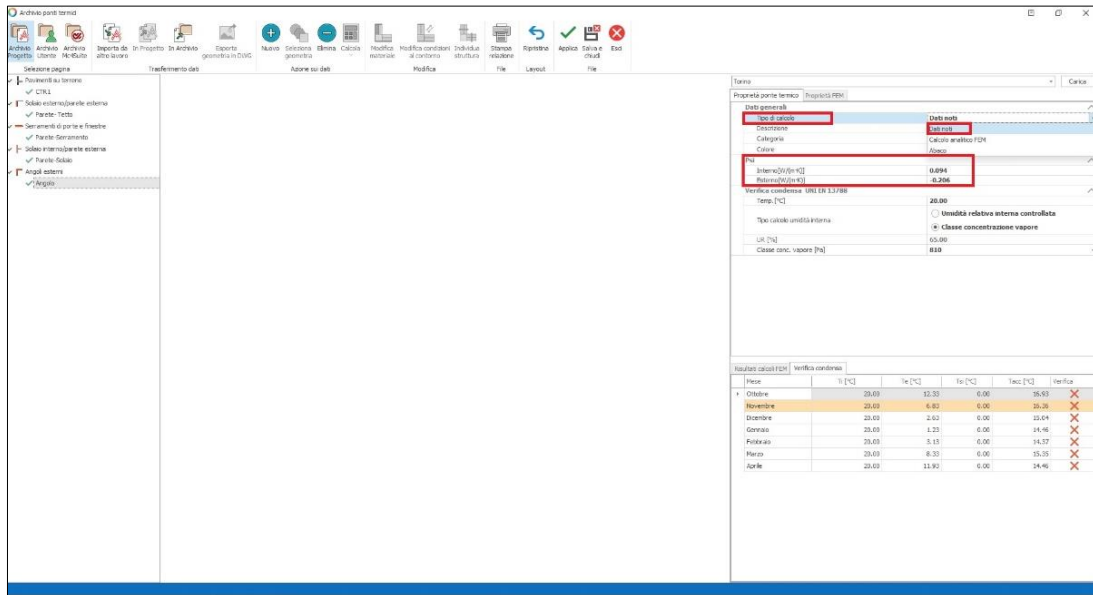 Archivio ponti termici
Archivio Progetto
Archivio Utente
Archivio Mc4Suite
Importa da altro lavoro
In Progetto
In Archivio
Esporta geometria in DWG
Nuovo
Seleziona geometria
Elimina
Calcola
Modifica materiale
Modifica condizioni al contorno
Individua struttura
Stampa relazione
Ripristina
Applica
Salva e chiudi
Esci
Selezione pagina
Trasferimento dati
Azione su dati
Modifica
File
Layout
File
Pavimenti su terreno
CTR1
Solaio esterno/parete esterna
Parete- Tetto
Serramenti di porte e finestre
Parete-Serramento
Solaio interno/parete esterna
Parete-Solaio
Angoli esterni
Angolo
Torino
Carica
Proprietà ponte termico
Proprietà FEM
Dati generali
Tipo di calcolo Dati noti
Descrizione Dati noti
Categoria Calcolo analitico FEM
Colore Abaco
Psi
Interno[W/(m·K)] 0.094
Esterno[W/(m·K)] -0.206
Verifica condensa UNI EN 13788
Temp. [°C] 20.00
Umidità relativa interna controllata
Tipo calcolo umidità interna
Classe concentrazione vapore
U.R. [%] 65.00
Classe conc. vapore [Pa] 810
Risultati calcoli FEM
Verifica condensa
Mese Ti [°C] Te [°C] Tsi [°C] Tacc [°C] Verifica
Ottobre 20.00 12.33 0.00 15.93
Novembre 20.00 6.83 0.00 16.36
Dicembre 20.00 2.63 0.00 15.04
Gennaio 20.00 1.23 0.00 14.46
Febbraio 20.00 3.13 0.00 14.57
Marzo 20.00 8.33 0.00 15.35
Aprile 20.00 11.93 0.00 14.46